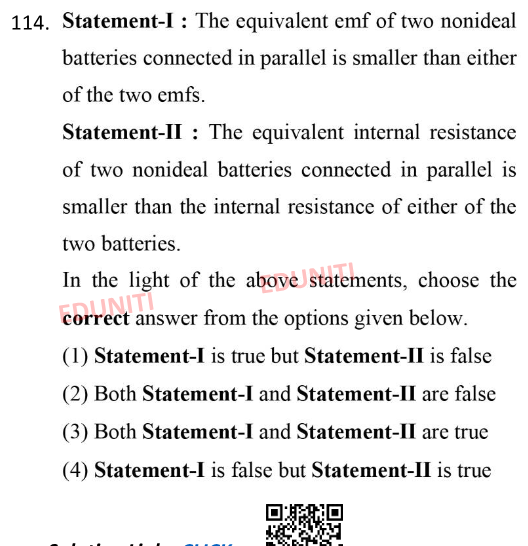 114. Statement-I : The equivalent emf of two nonideal
batteries connected in parallel is smaller than either
of the two emfs.
Statement-II : The equivalent internal resistance
of two nonideal batteries connected in parallel is
smaller than the internal resistance of either of the
two batteries.
In the light of the above statements, choose the
EDUNITI
EDUNITI
correct answer from the options given below.
(1) Statement-I is true but Statement-II is false
(2) Both Statement-I and Statement-II are false
(3) Both Statement-I and Statement-II are true
(4) Statement-I is false but Statement-II is true